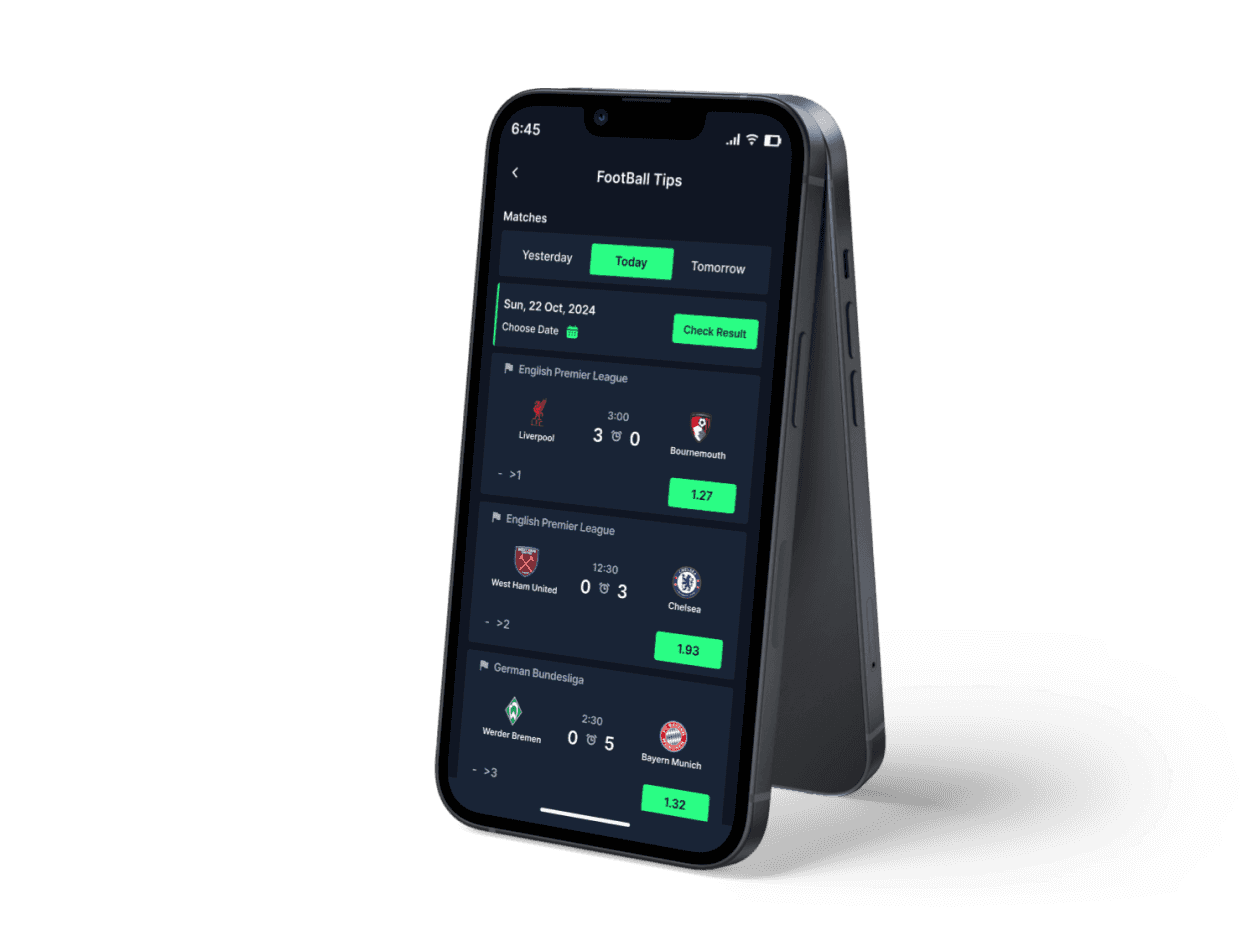 6:45
FootBall Tips
Matches
Yesterday Today Tomorrow
Sun, 22 Oct, 2024
Choose Date
Check Result
English Premier League
3:00
3 0
Liverpool
Bournemouth
- >1
1.27
English Premier League
12:30
0 3
West Ham United
Chelsea
- >2
1.93
German Bundesliga
2:30
0 5
Werder Bremen
Bayern Munich
- >3
1.32